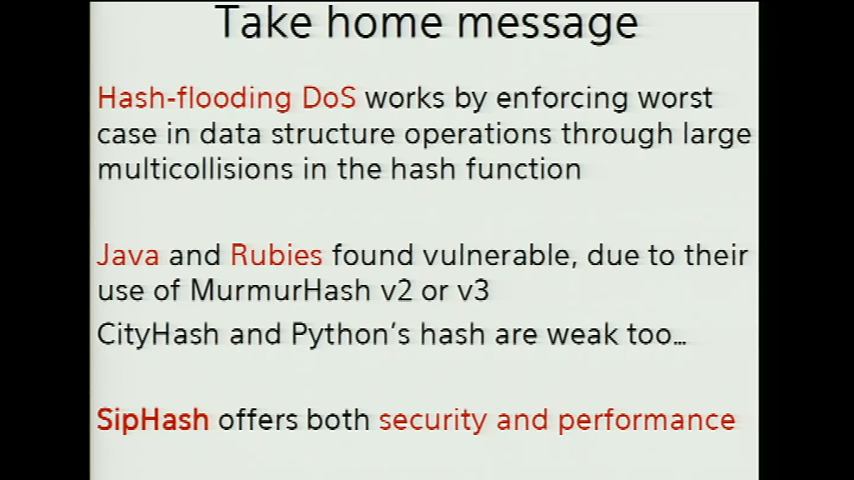 Take home message
Hash-flooding DoS works by enforcing worst
case in data structure operations through large
multicollisions in the hash function
Java and Rubies found vulnerable, due to their
use of MurmurHash v2 or v3
CityHash and Python's hash are weak too…
SipHash offers both security and performance